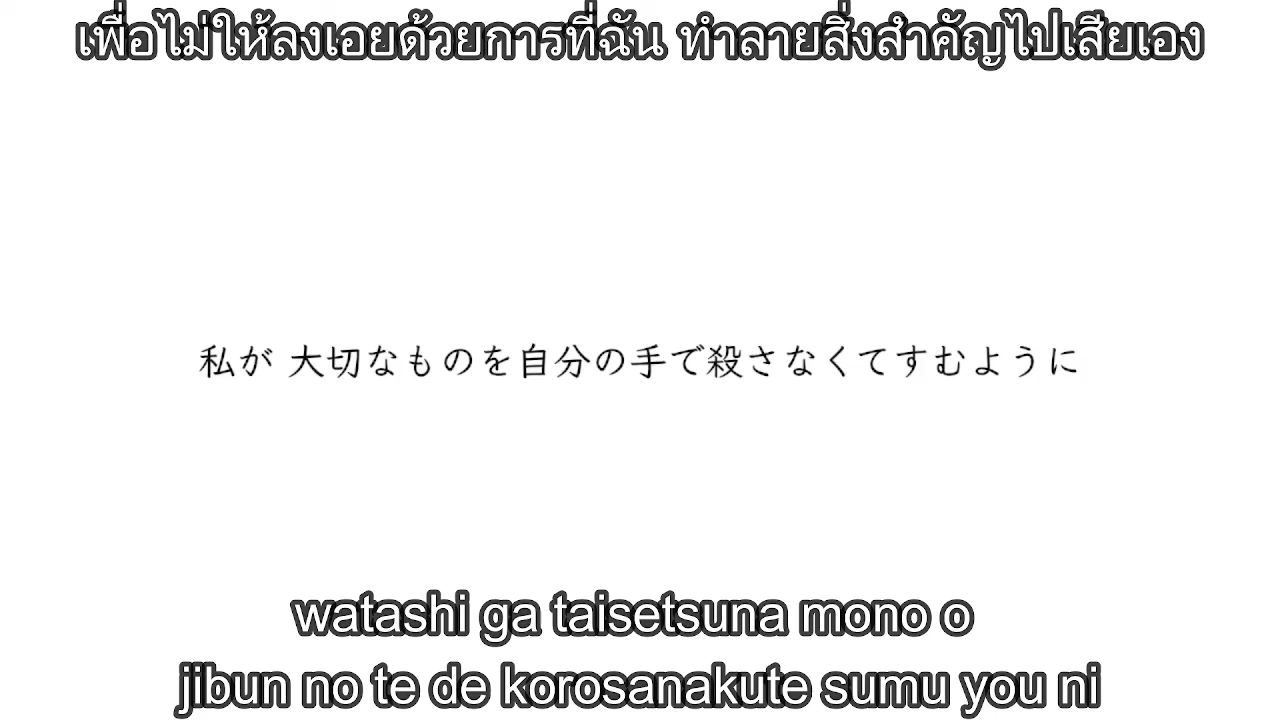 เพื่อไม่ให้ลงเอยด้วยการที่ฉัน ทำลายสิ่งสำคัญไปเสียเอง
私が 大切なものを自分の手で殺さなくてすむように
watashi ga taisetsuna mono o
jibun no te de korosanakute sumu you ni